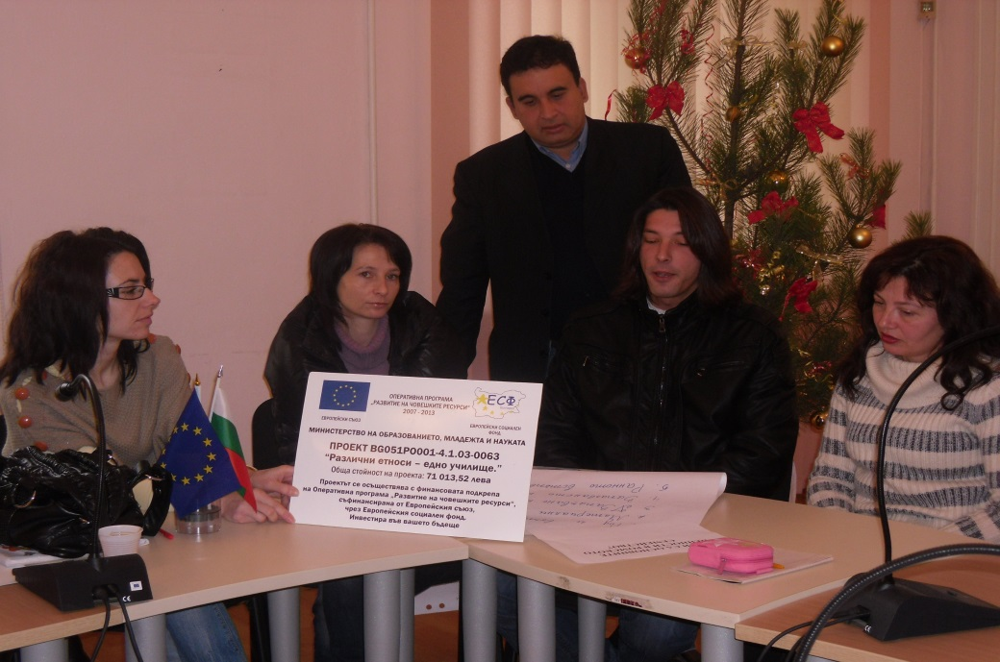 ОПЕРАТИВНА ПРОГРАМА
"РАЗВИТИЕ НА ЧОВЕШКИТЕ РЕСУРСИ"
2007 - 2013
ЕВРОПЕЙСКИ СЪЮЗ
ЕСФ
ЕВРОПЕЙСКИ СОЦИАЛЕН
ФОНД
МИНИСТЕРСТВО НА ОБРАЗОВАНИЕТО, МЛАДЕЖТА И НАУКАТА
ПРОЕКТ BG051PO001-4.1.03-0063
"Различни етноси – едно училище."
Обща стойност на проекта: 71 013,52 лева
Проектът се осъществява с финансовата подкрепа
на Оперативна програма „Развитие на човешките ресурси",
съфинансирана от Европейския съюз,
чрез Европейския социален фонд.
Инвестира във вашето бъдеще